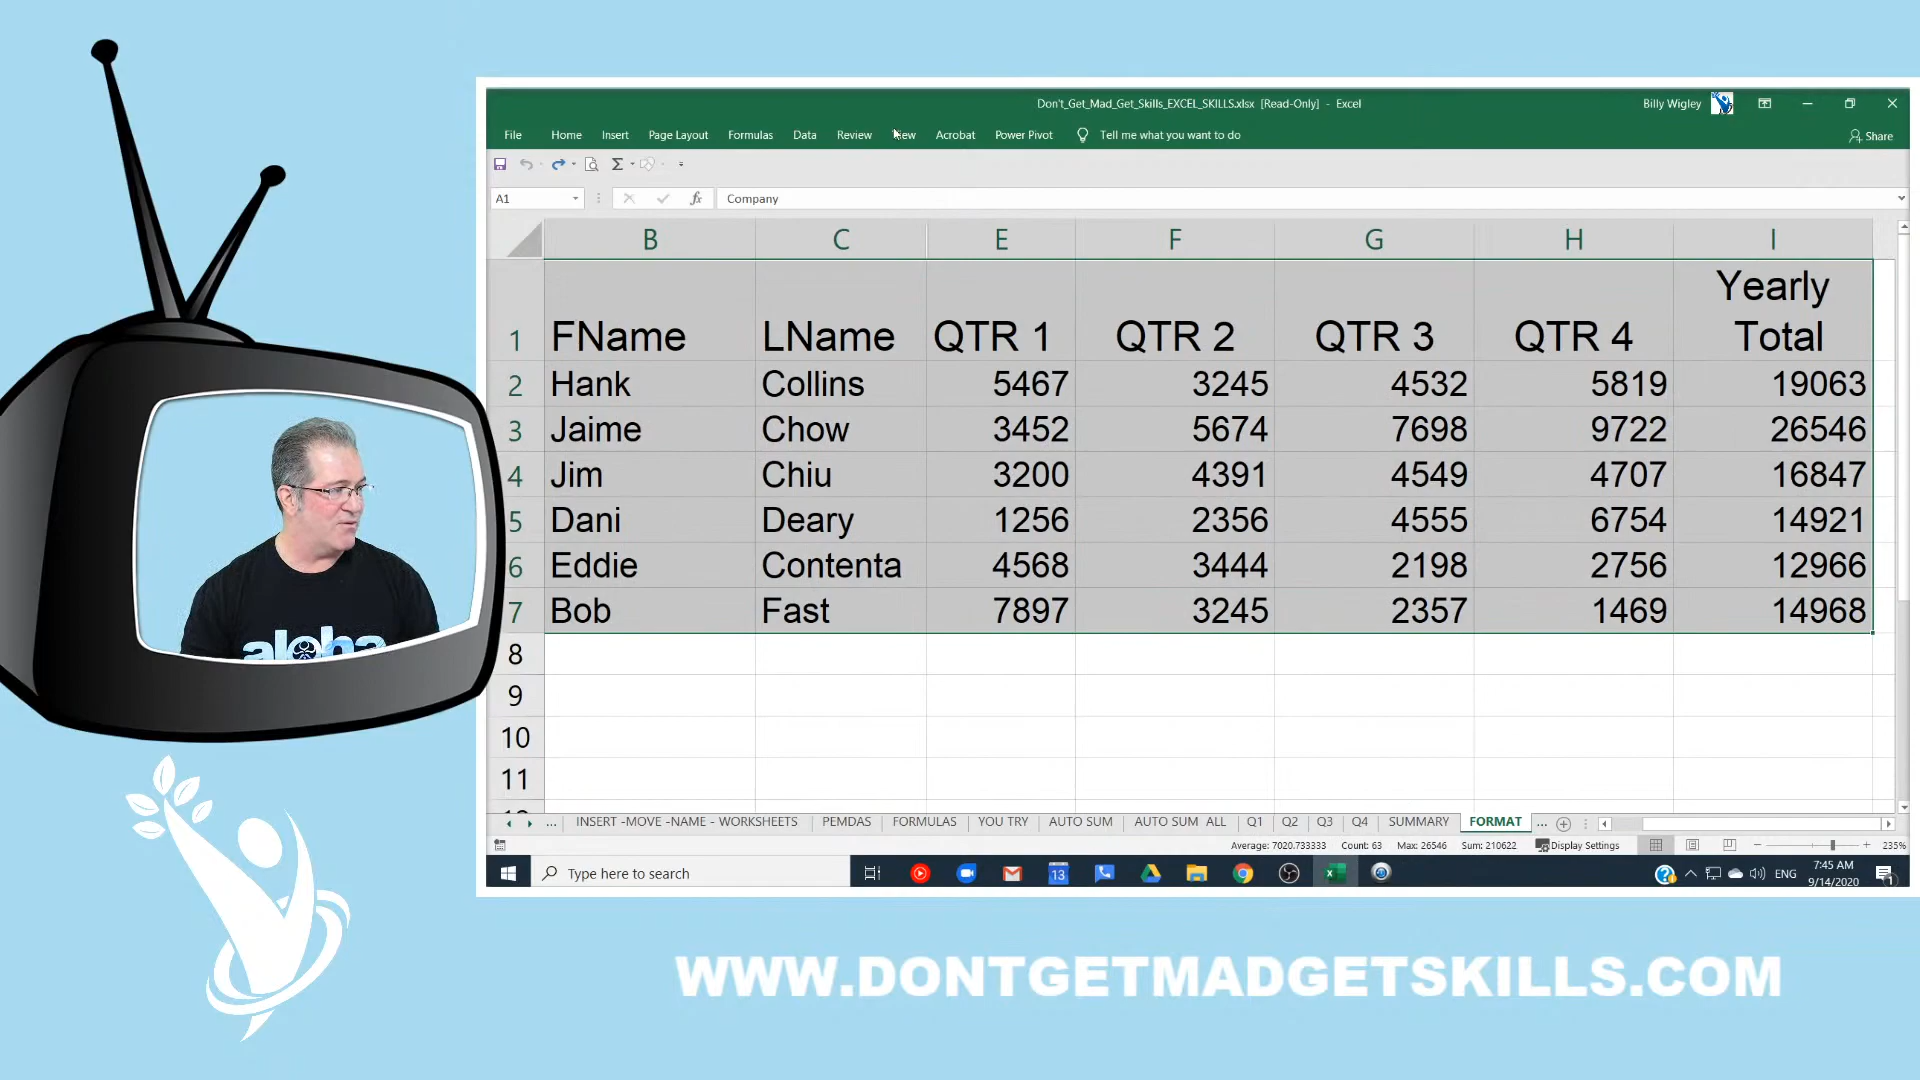 Don't_Get_Mad_Get_Skills_EXCEL_SKILLS.xlsx [Read-Only] - Excel
Billy Wigley
File Home Insert Page Layout Formulas Data Review View Acrobat Power Pivot Tell me what you want to do Share
A1 fx Company
B C E F G H I
1 FName LName QTR 1 QTR 2 QTR 3 QTR 4 Yearly Total
2 Hank Collins 5467 3245 4532 5819 19063
3 Jaime Chow 3452 5674 7698 9722 26546
4 Jim Chiu 3200 4391 4549 4707 16847
5 Dani Deary 1256 2356 4555 6754 14921
6 Eddie Contenta 4568 3444 2198 2756 12966
7 Bob Fast 7897 3245 2357 1469 14968
8
9
10
11
... INSERT -MOVE -NAME - WORKSHEETS PEMDAS FORMULAS YOU TRY AUTO SUM AUTO SUM ALL Q1 Q2 Q3 Q4 SUMMARY FORMAT ...
Average: 7020.733333 Count: 63 Max: 26546 Sum: 210622 Display Settings 235%
Type here to search
13
ENG
7:45 AM
9/14/2020
1
aloha
WWW.DONTGETMADGETSKILLS.COM